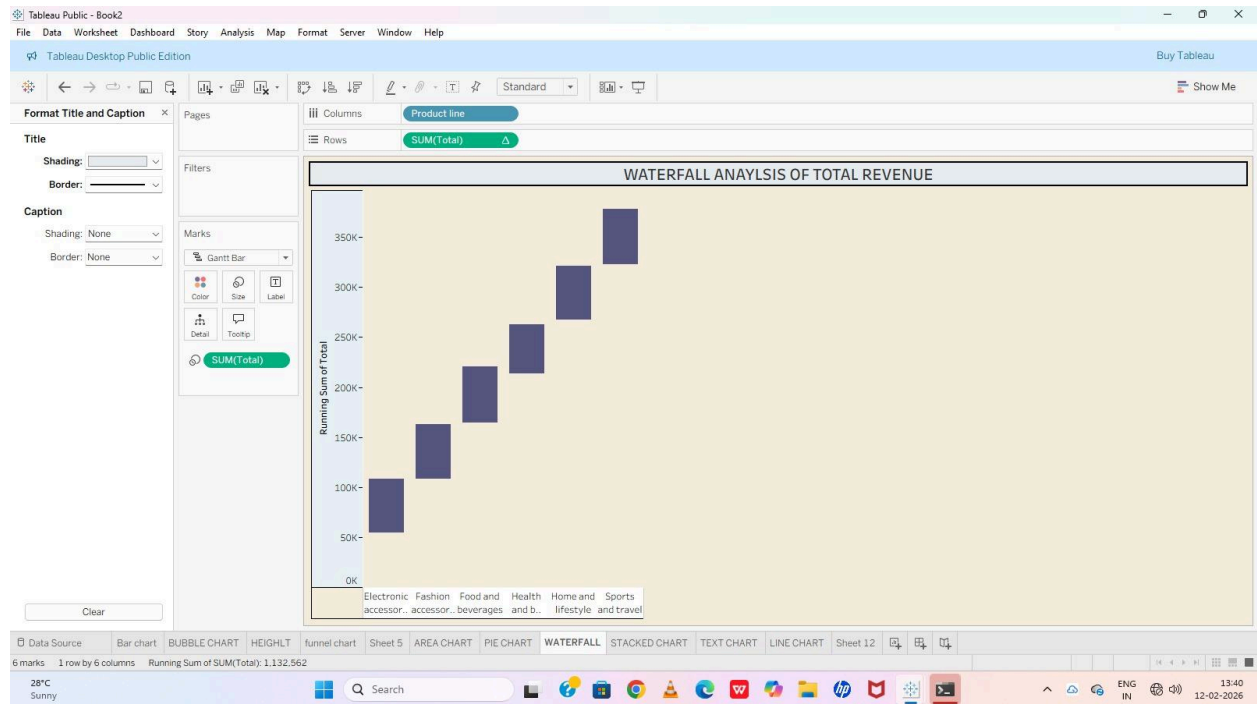 Tableau Public - Book2
File Data Worksheet Dashboard Story Analysis Map Format Server Window Help
Tableau Desktop Public Edition Buy Tableau
Standard Show Me
Format Title and Caption
Title
Shading:
Border:
Caption
Shading: None
Border: None
Clear
Pages
Filters
Marks
Gantt Bar
Color Size Label
Detail Tooltip
SUM(Total)
Columns Product line
Rows SUM(Total)
WATERFALL ANAYLSIS OF TOTAL REVENUE
Running Sum of Total
350K
300K
250K
200K
150K
100K
50K
0K
Electronic Fashion Food and Health Home and Sports
accessor.. accessor.. beverages and b.. lifestyle and travel
Data Source Bar chart BUBBLE CHART HEIGHLT funnel chart Sheet 5 AREA CHART PIE CHART WATERFALL STACKED CHART TEXT CHART LINE CHART Sheet 12
6 marks 1 row by 6 columns Running Sum of SUM(Total): 1,132,562
28°C
Sunny
Search
ENG
IN
13:40
12-02-2026